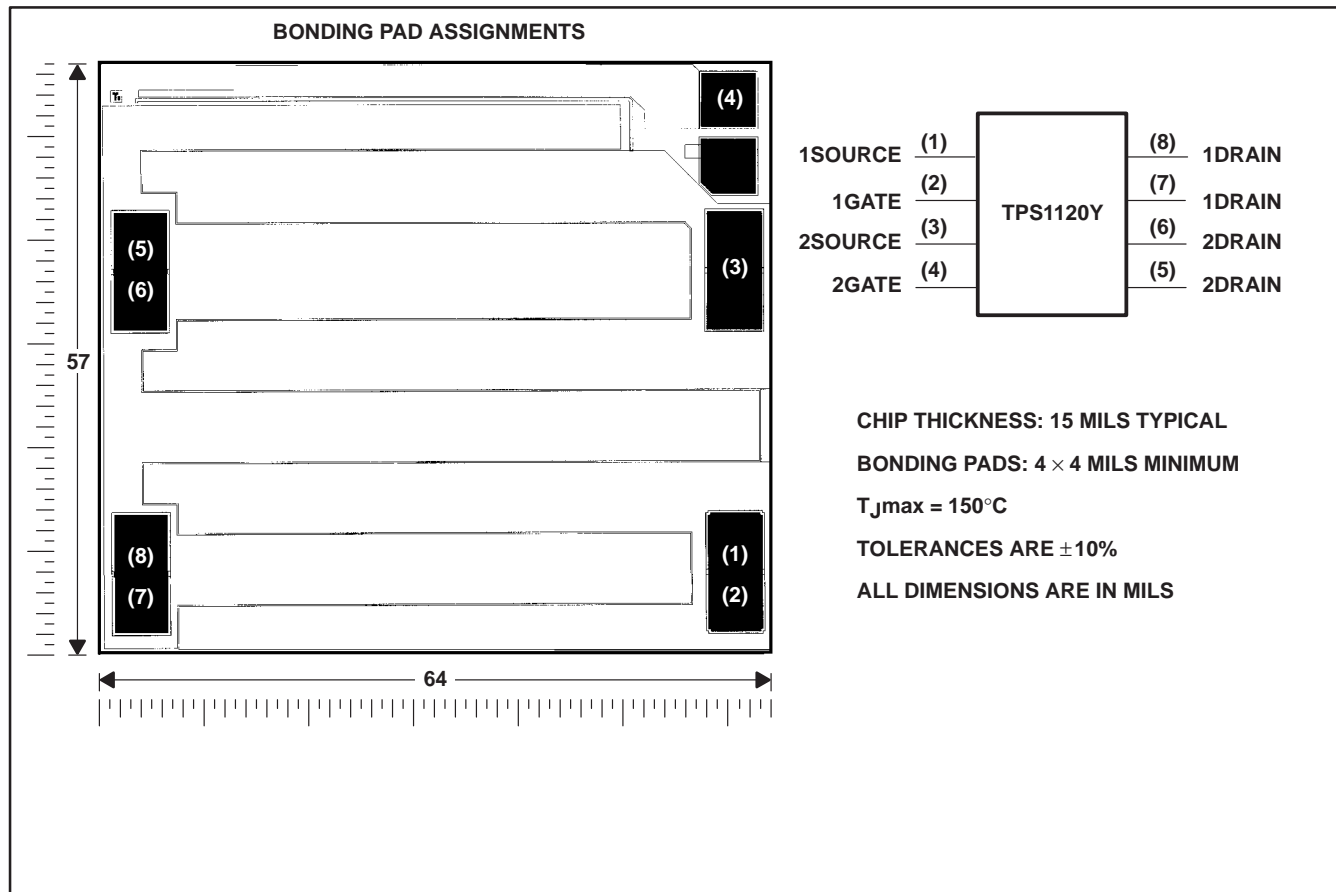 BONDING PAD ASSIGNMENTS
(4)
(5)
(6)
(3)
57
(8)
(7)
(1)
(2)
64
1SOURCE (1)
1GATE (2)
2SOURCE (3)
2GATE (4)
TPS1120Y
(8) 1DRAIN
(7) 1DRAIN
(6) 2DRAIN
(5) 2DRAIN
CHIP THICKNESS: 15 MILS TYPICAL
BONDING PADS: 4 × 4 MILS MINIMUM
TJmax = 150°C
TOLERANCES ARE ±10%
ALL DIMENSIONS ARE IN MILS